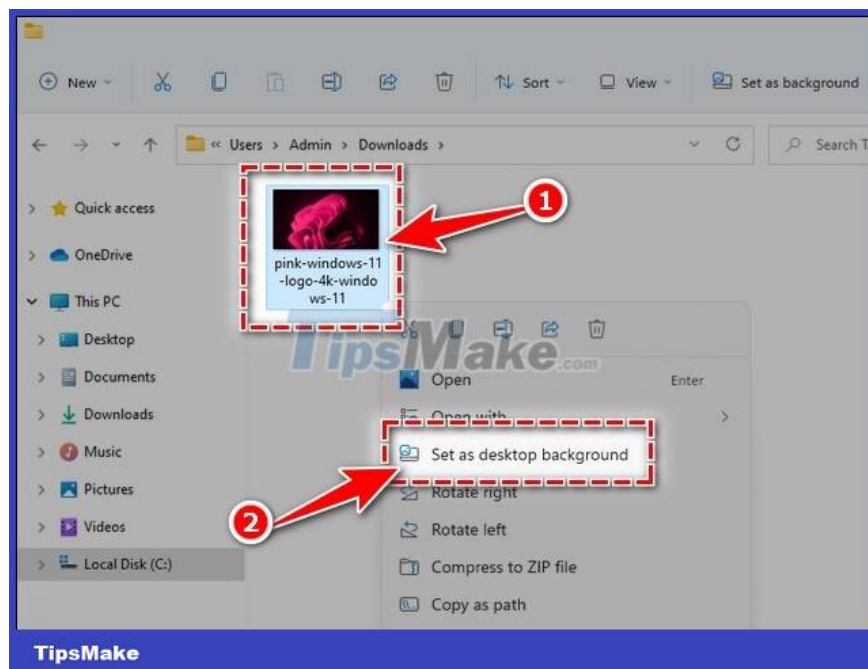 New
Sort
View
Set as background
« Users > Admin > Downloads >
Search T
Quick access
OneDrive
This PC
Desktop
Documents
Downloads
Music
Pictures
Videos
Local Disk (C:)
1
pink-windows-11
-logo-4k-windo
ws-11
TipsMake.com
Open Enter
Open with
Set as desktop background
2
Rotate right
Rotate left
Compress to ZIP file
Copy as path
TipsMake